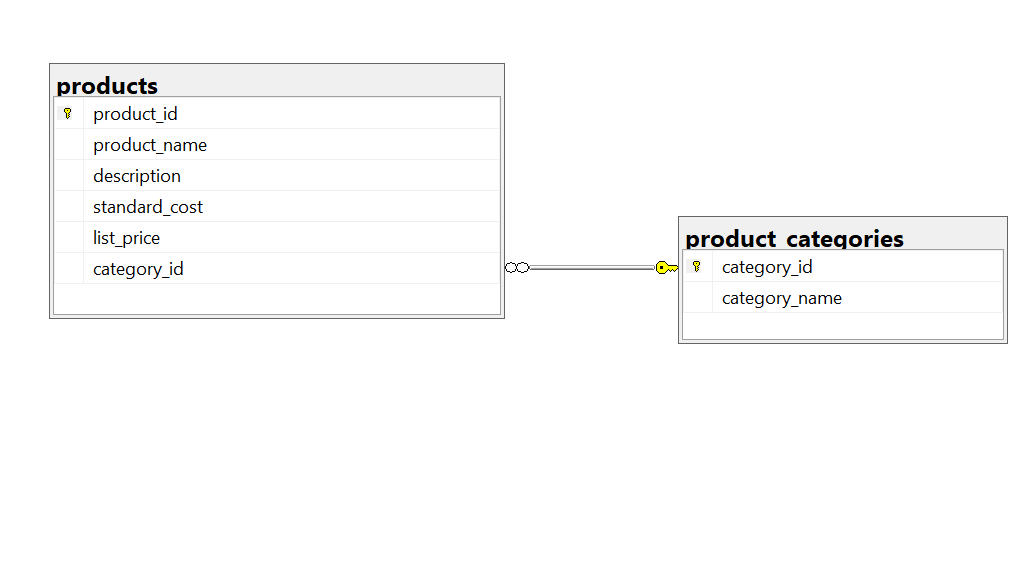 products
product_id
product_name
description
standard_cost
list_price
category_id
product_categories
category_id
category_name